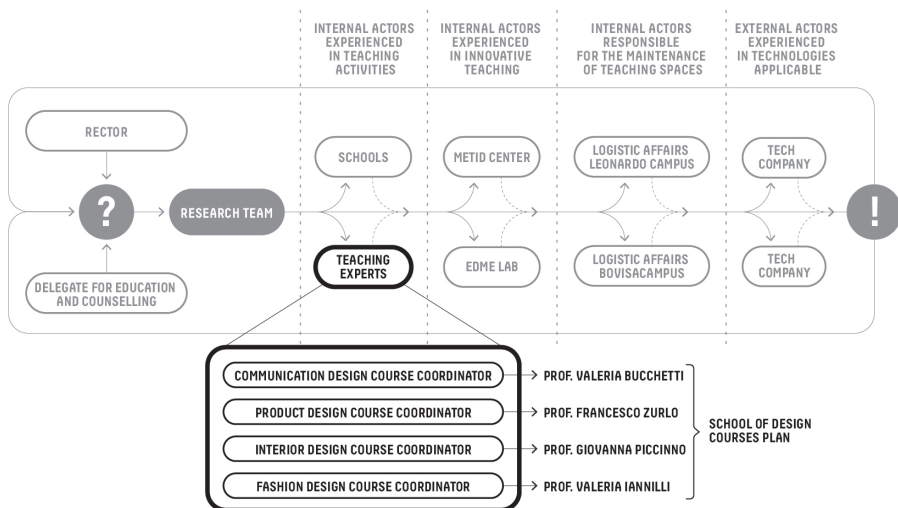 INTERNAL ACTORS
EXPERIENCED
IN TEACHING
ACTIVITIES
INTERNAL ACTORS
EXPERIENCED
IN INNOVATIVE
TEACHING
INTERNAL ACTORS
RESPONSIBLE
FOR THE MAINTENANCE
OF TEACHING SPACES
EXTERNAL ACTORS
EXPERIENCED
IN TECHNOLOGIES
APPLICABLE
RECTOR
?
RESEARCH TEAM
DELEGATE FOR EDUCATION
AND COUNSELLING
SCHOOLS
TEACHING
EXPERTS
METID CENTER
EDME LAB
LOGISTIC AFFAIRS
LEONARDO CAMPUS
LOGISTIC AFFAIRS
BOVISACAMPUS
TECH
COMPANY
TECH
COMPANY
!
COMMUNICATION DESIGN COURSE COORDINATOR
PROF. VALERIA BUCCHETTI
PRODUCT DESIGN COURSE COORDINATOR
PROF. FRANCESCO ZURLO
INTERIOR DESIGN COURSE COORDINATOR
PROF. GIOVANNA PICCINNO
FASHION DESIGN COURSE COORDINATOR
PROF. VALERIA IANNILLI
SCHOOL OF DESIGN
COURSES PLAN